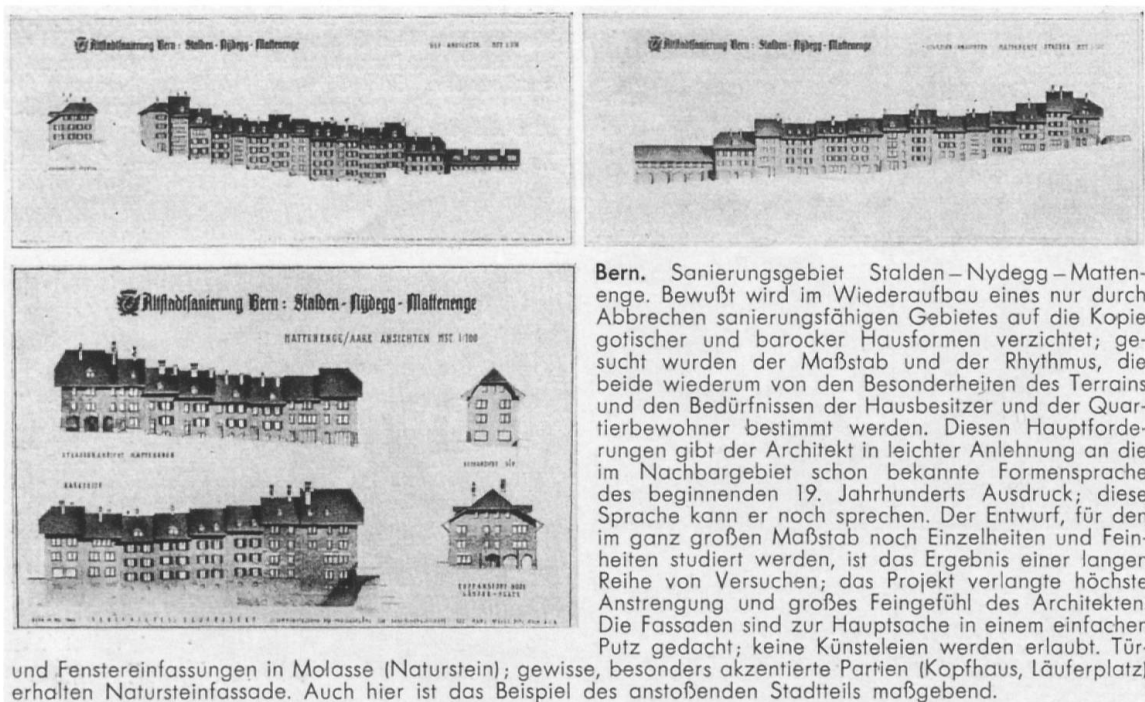 Altstadtsanierung Bern : Stalden - Nydegg - Mattenenge
Altstadtsanierung Bern : Stalden - Nydegg - Mattenenge
Altstadtsanierung Bern : Stalden - Nydegg - Mattenenge
MATTENENGE/AARE ANSICHTEN MST 1:100
Bern. Sanierungsgebiet Stalden – Nydegg – Matten-
enge. Bewußt wird im Wiederaufbau eines nur durch
Abbrechen sanierungsfähigen Gebietes auf die Kopie
gotischer und barocker Hausformen verzichtet; ge-
sucht wurden der Maßstab und der Rhythmus, die
beide wiederum von den Besonderheiten des Terrains
und den Bedürfnissen der Hausbesitzer und der Quar-
tierbewohner bestimmt werden. Diesen Hauptforde-
rungen gibt der Architekt in leichter Anlehnung an die
im Nachbargebiet schon bekannte Formensprache
des beginnenden 19. Jahrhunderts Ausdruck; diese
Sprache kann er noch sprechen. Der Entwurf, für den
im ganz großen Maßstab noch Einzelheiten und Fein-
heiten studiert werden, ist das Ergebnis einer langen
Reihe von Versuchen; das Projekt verlangte höchste
Anstrengung und großes Feingefühl des Architekten
Die Fassaden sind zur Hauptsache in einem einfachen
Putz gedacht; keine Künsteleien werden erlaubt. Tür-
und Fenstereinfassungen in Molasse (Naturstein); gewisse, besonders akzentierte Partien (Kopfhaus, Läuferplatz)
erhalten Natursteinfassade. Auch hier ist das Beispiel des anstoßenden Stadtteils maßgebend.